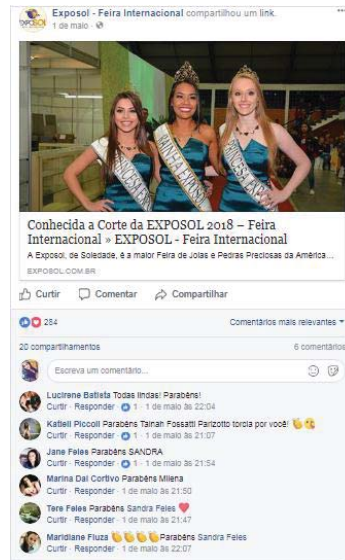 Exposol - Feira Internacional compartilhou um link.
1 de maio
Conhecida a Corte da EXPOSOL 2018 – Feira
Internacional » EXPOSOL - Feira Internacional
A Exposol, de Soledade, é a maior Feira de Joias e Pedras Preciosas da América...
EXPOSOL.COM.BR
Curtir Comentar Compartilhar
284 Comentários mais relevantes
20 compartilhamentos 6 comentários
Escreva um comentário...
Lucirene Batista Todas lindas! Parabéns!
Curtir · Responder · 1 · 1 de maio às 22:04
Katieli Piccoli Parabéns Tainah Fossatti Parizotto torcia por você!
Curtir · Responder · 1 · 1 de maio às 21:07
Jane Feles Parabéns SANDRA
Curtir · Responder · 1 · 1 de maio às 21:54
Marina Dal Cortivo Parabéns Milena
Curtir · Responder · 1 de maio às 21:50
Tere Feles Parabéns Sandra Feles
Curtir · Responder · 1 de maio às 21:47
Maridiane Fiuza Parabéns Sandra Feles
Curtir · Responder · 1 de maio às 22:07